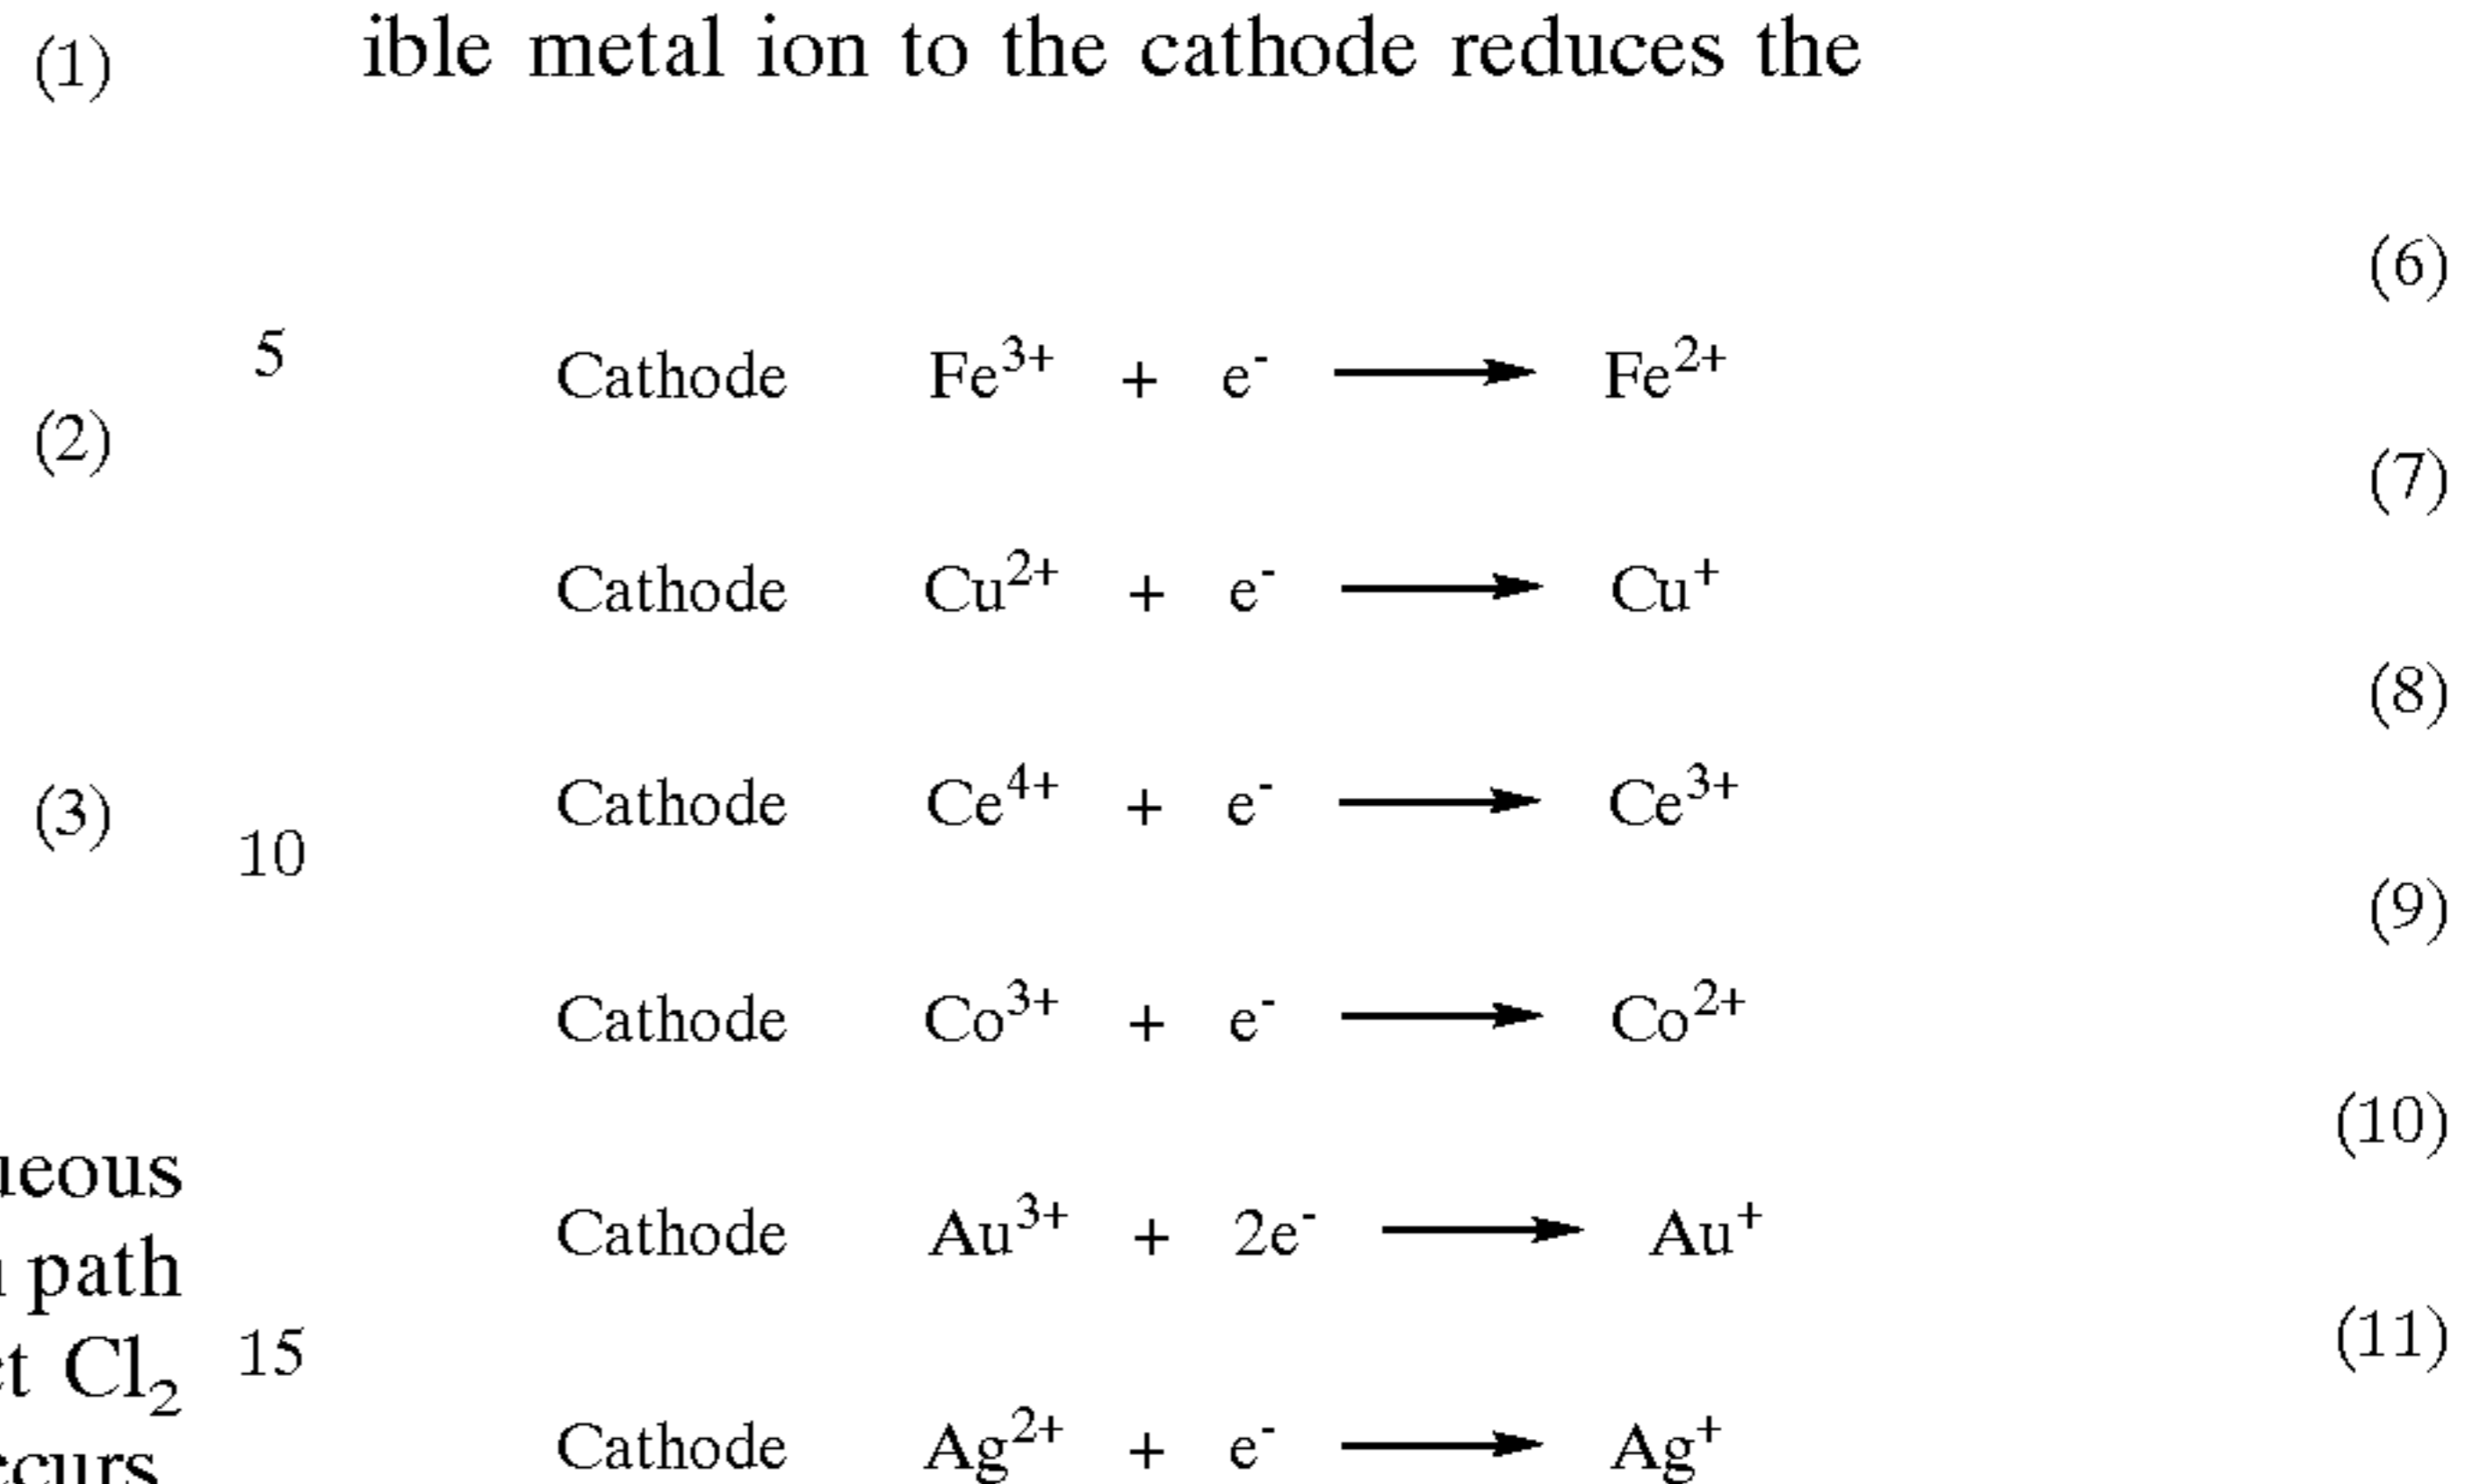 (1)
(2)
(3)
path
Cl₂
5
10
15
ible metal ion to the cathode reduces the
(6)
Cathode Fe³⁺ + e⁻ ⟶ Fe²⁺
(7)
Cathode Cu²⁺ + e⁻ ⟶ Cu⁺
(8)
Cathode Ce⁴⁺ + e⁻ ⟶ Ce³⁺
(9)
Cathode Co³⁺ + e⁻ ⟶ Co²⁺
(10)
Cathode Au³⁺ + 2e⁻ ⟶ Au⁺
(11)
Cathode Ag²⁺ + e⁻ ⟶ Ag⁺